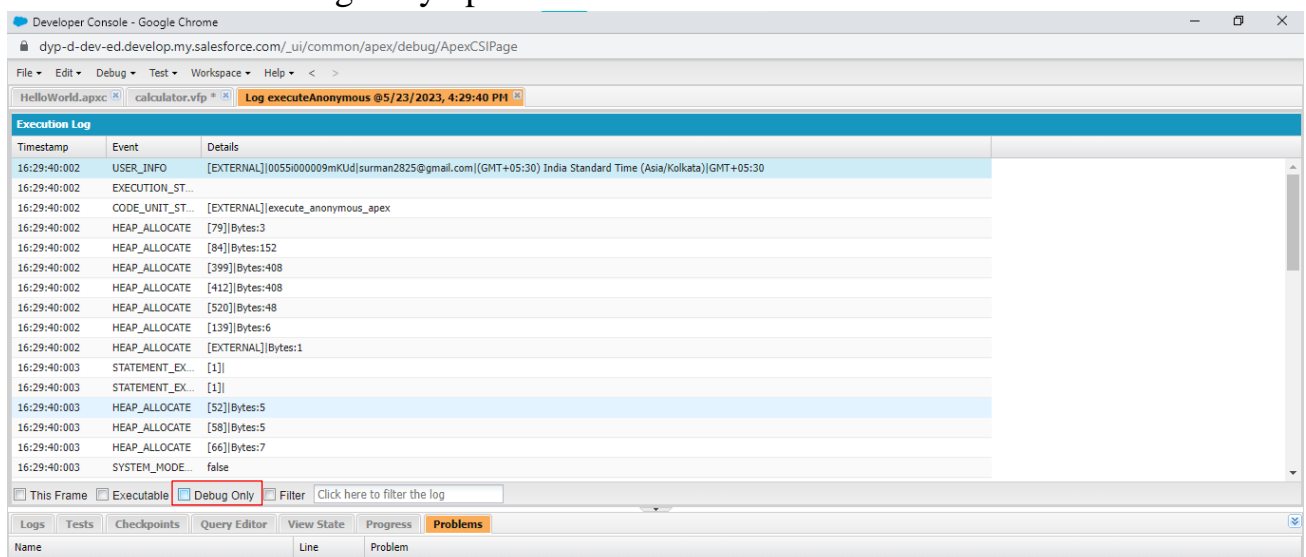 Developer Console - Google Chrome
dyp-d-dev-ed.develop.my.salesforce.com/_ui/common/apex/debug/ApexCSIPage
File Edit Debug Test Workspace Help < >
HelloWorld.apxc calculator.vfp * Log executeAnonymous @5/23/2023, 4:29:40 PM
Execution Log
Timestamp Event Details
16:29:40:002 USER_INFO [EXTERNAL]|0055i000009mKUd|surman2825@gmail.com|(GMT+05:30) India Standard Time (Asia/Kolkata)|GMT+05:30
16:29:40:002 EXECUTION_ST...
16:29:40:002 CODE_UNIT_ST... [EXTERNAL]|execute_anonymous_apex
16:29:40:002 HEAP_ALLOCATE [79]|Bytes:3
16:29:40:002 HEAP_ALLOCATE [84]|Bytes:152
16:29:40:002 HEAP_ALLOCATE [399]|Bytes:408
16:29:40:002 HEAP_ALLOCATE [412]|Bytes:408
16:29:40:002 HEAP_ALLOCATE [520]|Bytes:48
16:29:40:002 HEAP_ALLOCATE [139]|Bytes:6
16:29:40:002 HEAP_ALLOCATE [EXTERNAL]|Bytes:1
16:29:40:003 STATEMENT_EX... [1]|
16:29:40:003 STATEMENT_EX... [1]|
16:29:40:003 HEAP_ALLOCATE [52]|Bytes:5
16:29:40:003 HEAP_ALLOCATE [58]|Bytes:5
16:29:40:003 HEAP_ALLOCATE [66]|Bytes:7
16:29:40:003 SYSTEM_MODE... false
This Frame Executable Debug Only Filter Click here to filter the log
Logs Tests Checkpoints Query Editor View State Progress Problems
Name Line Problem